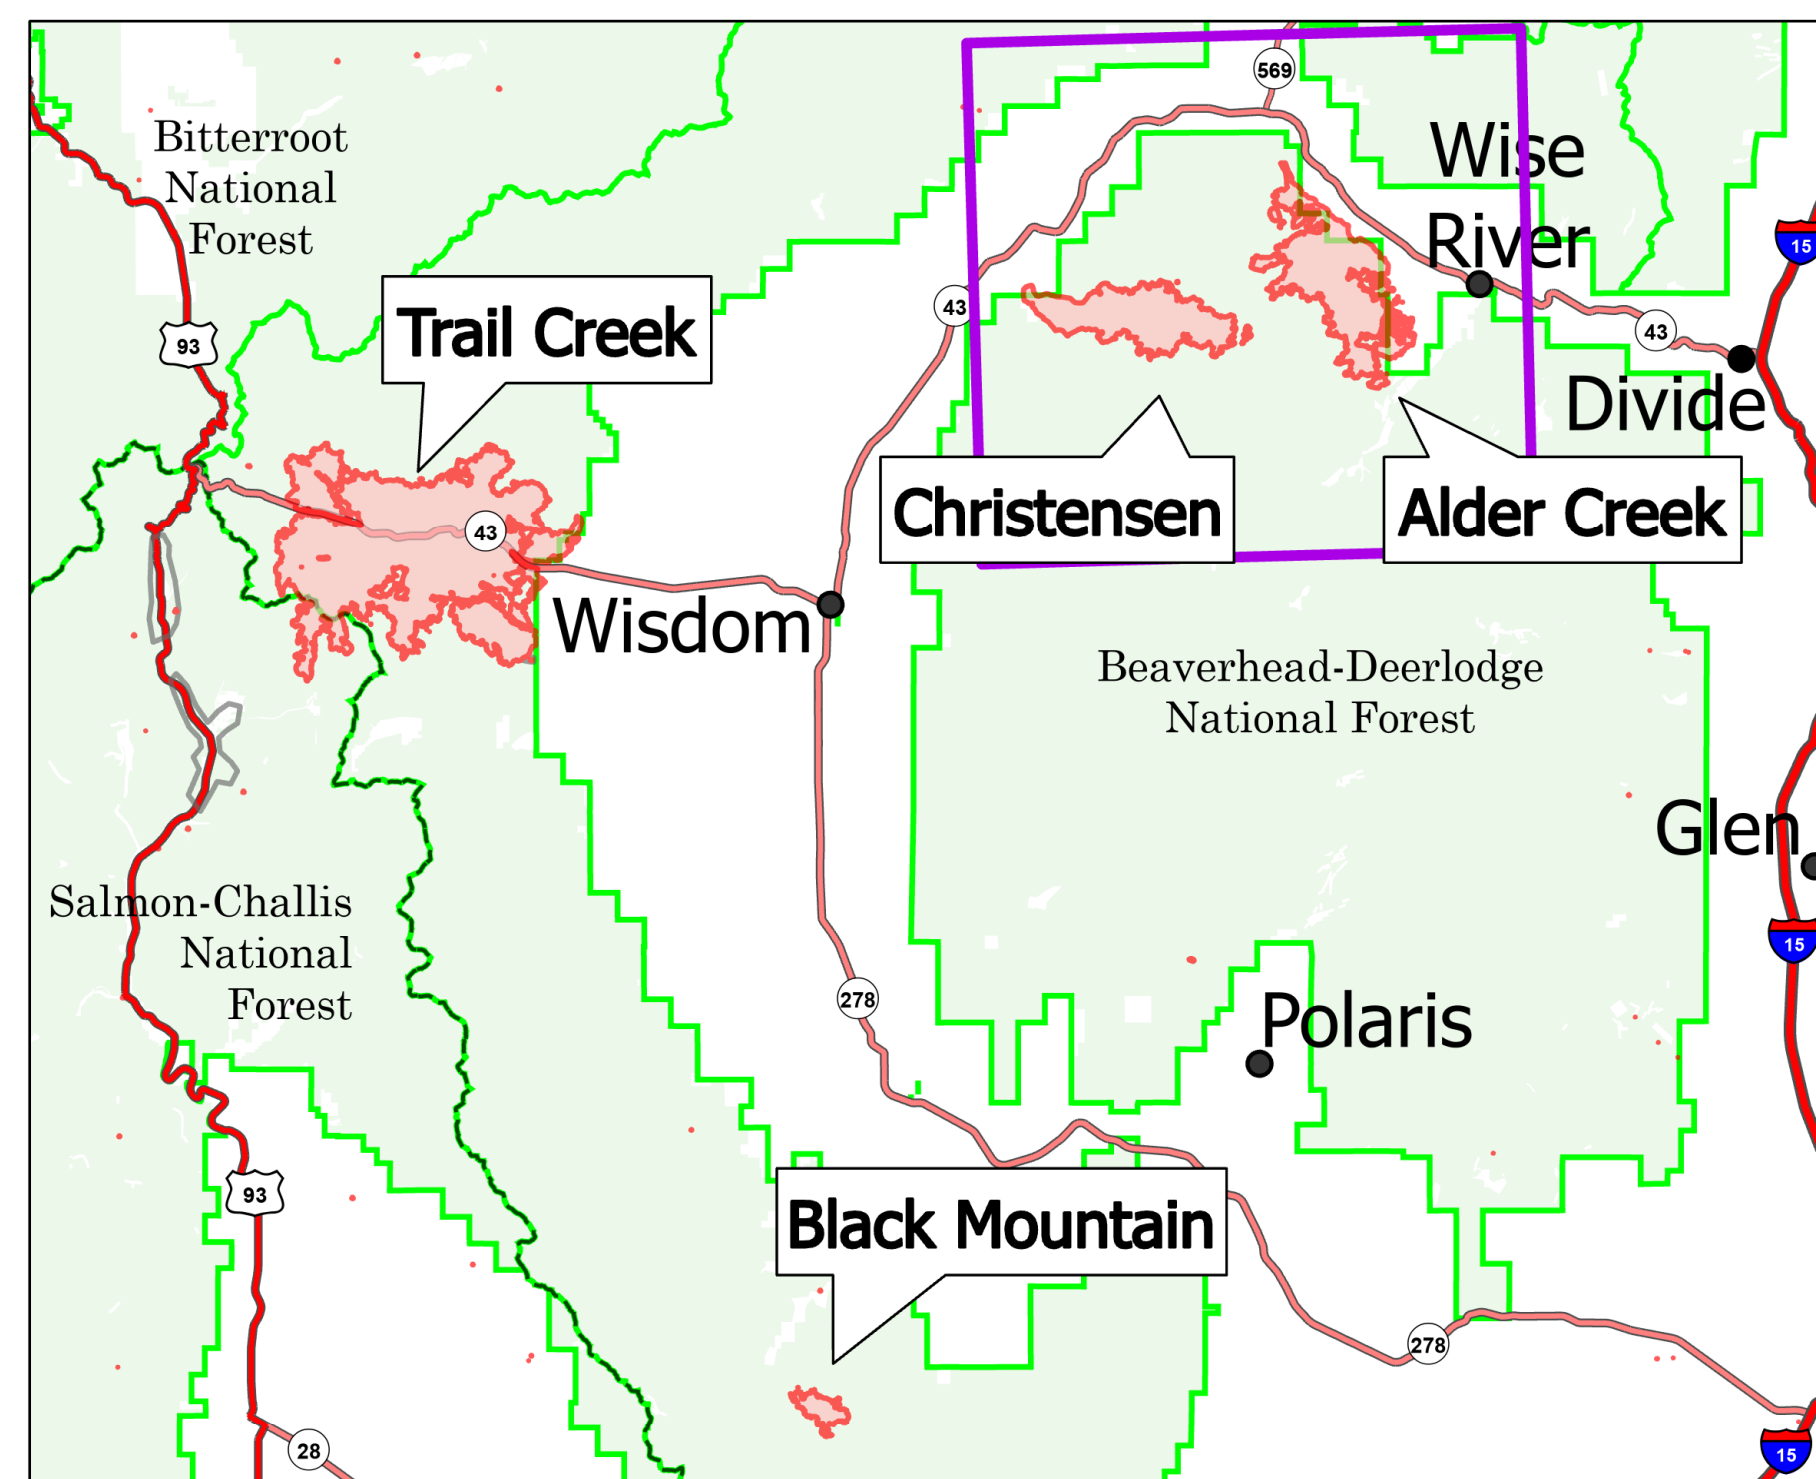 569
Bitterroot
National
Forest
Wise
River
15
43
93
Trail Creek
43
Divide
Christensen
Alder Creek
43
Wisdom
Beaverhead-Deerlodge
National Forest
Glen
Salmon-Challis
National
Forest
15
278
Polaris
93
Black Mountain
278
28
15